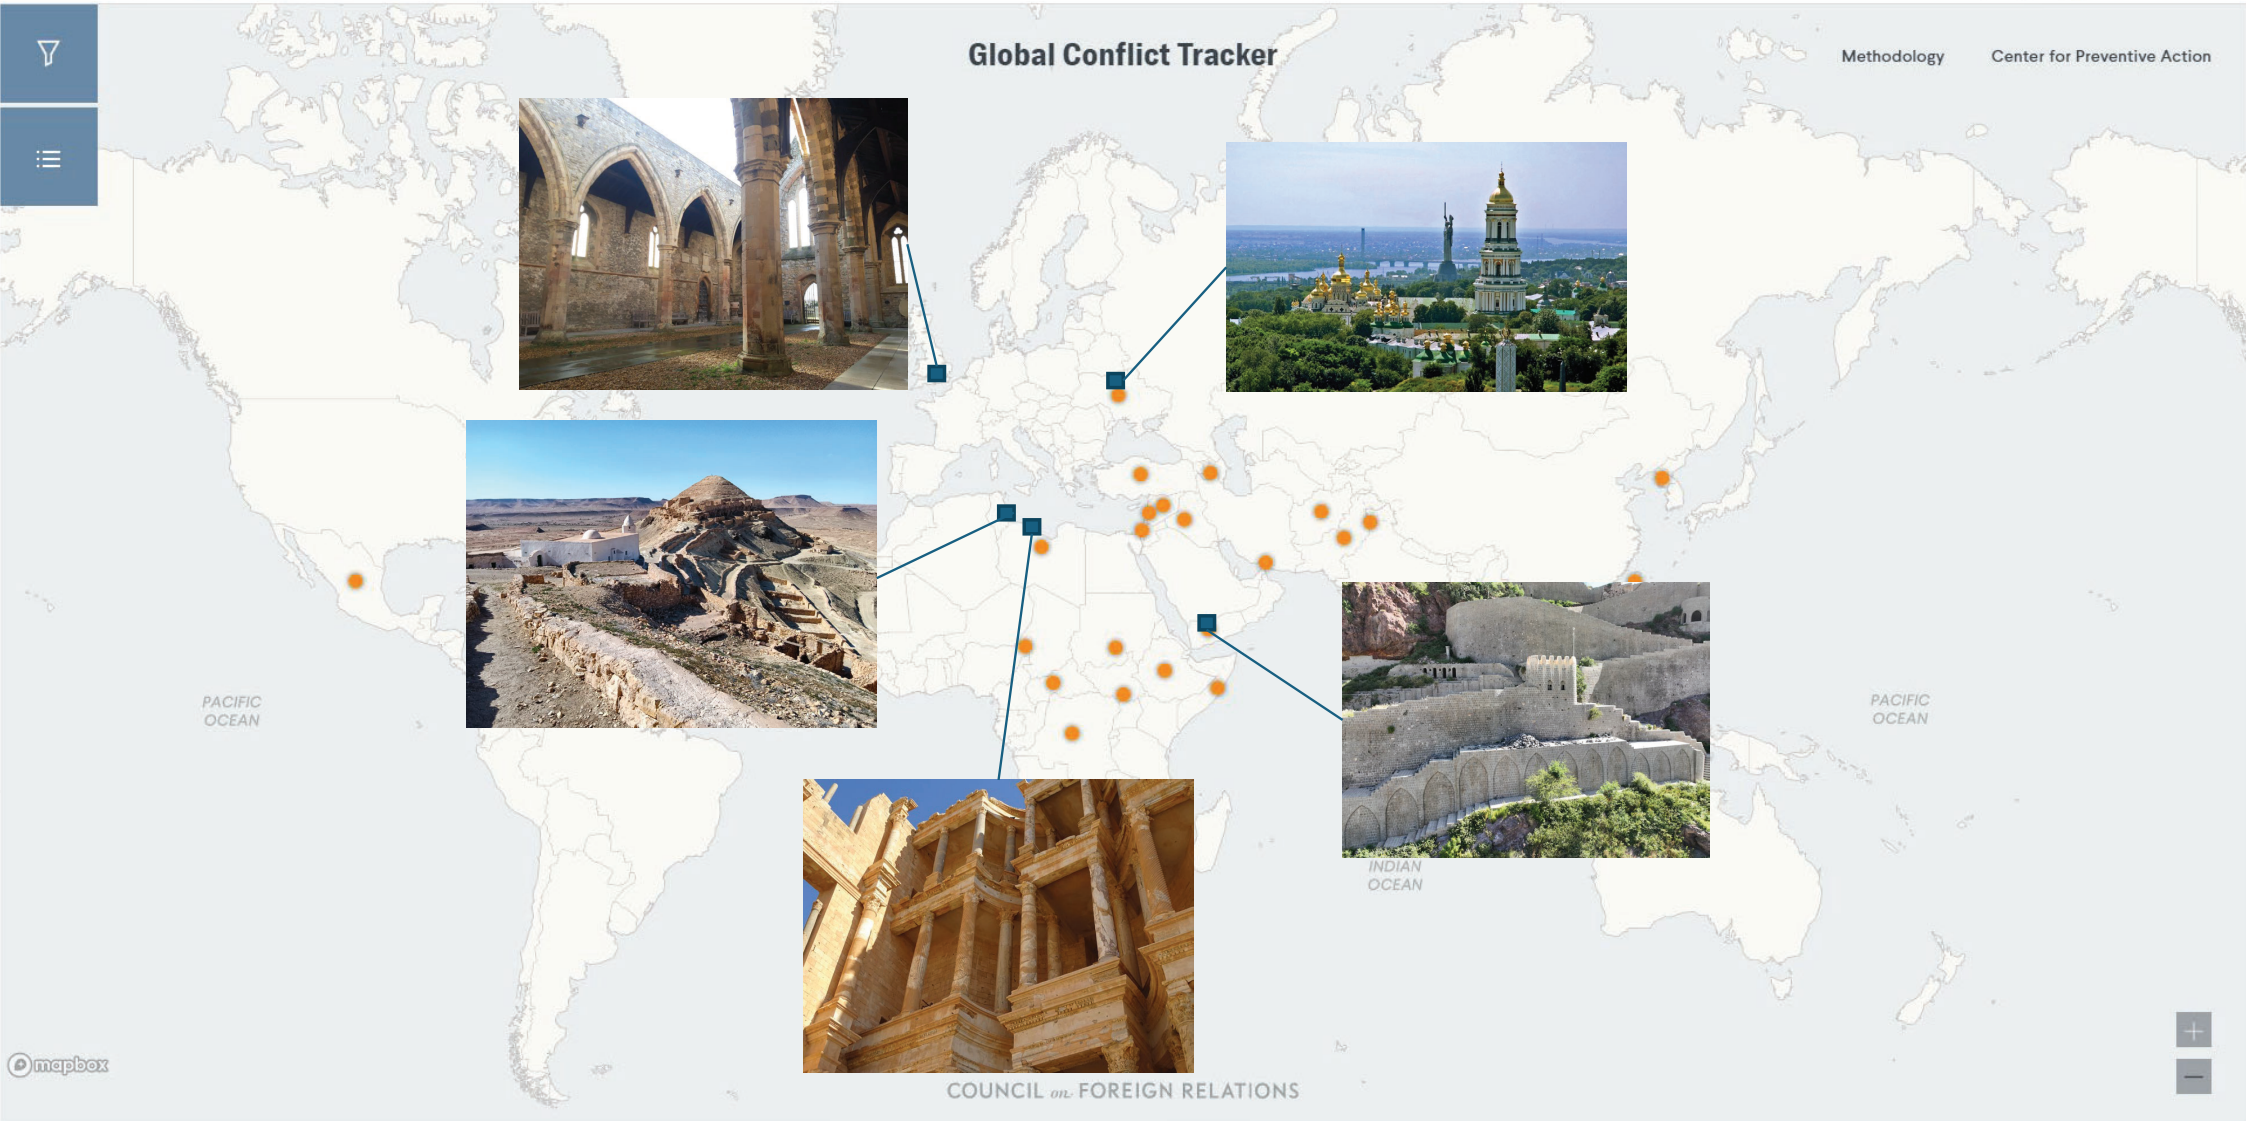 Global Conflict Tracker
Methodology
Center for Preventive Action
PACIFIC
OCEAN
PACIFIC
OCEAN
INDIAN
OCEAN
mapbox
COUNCIL on FOREIGN RELATIONS